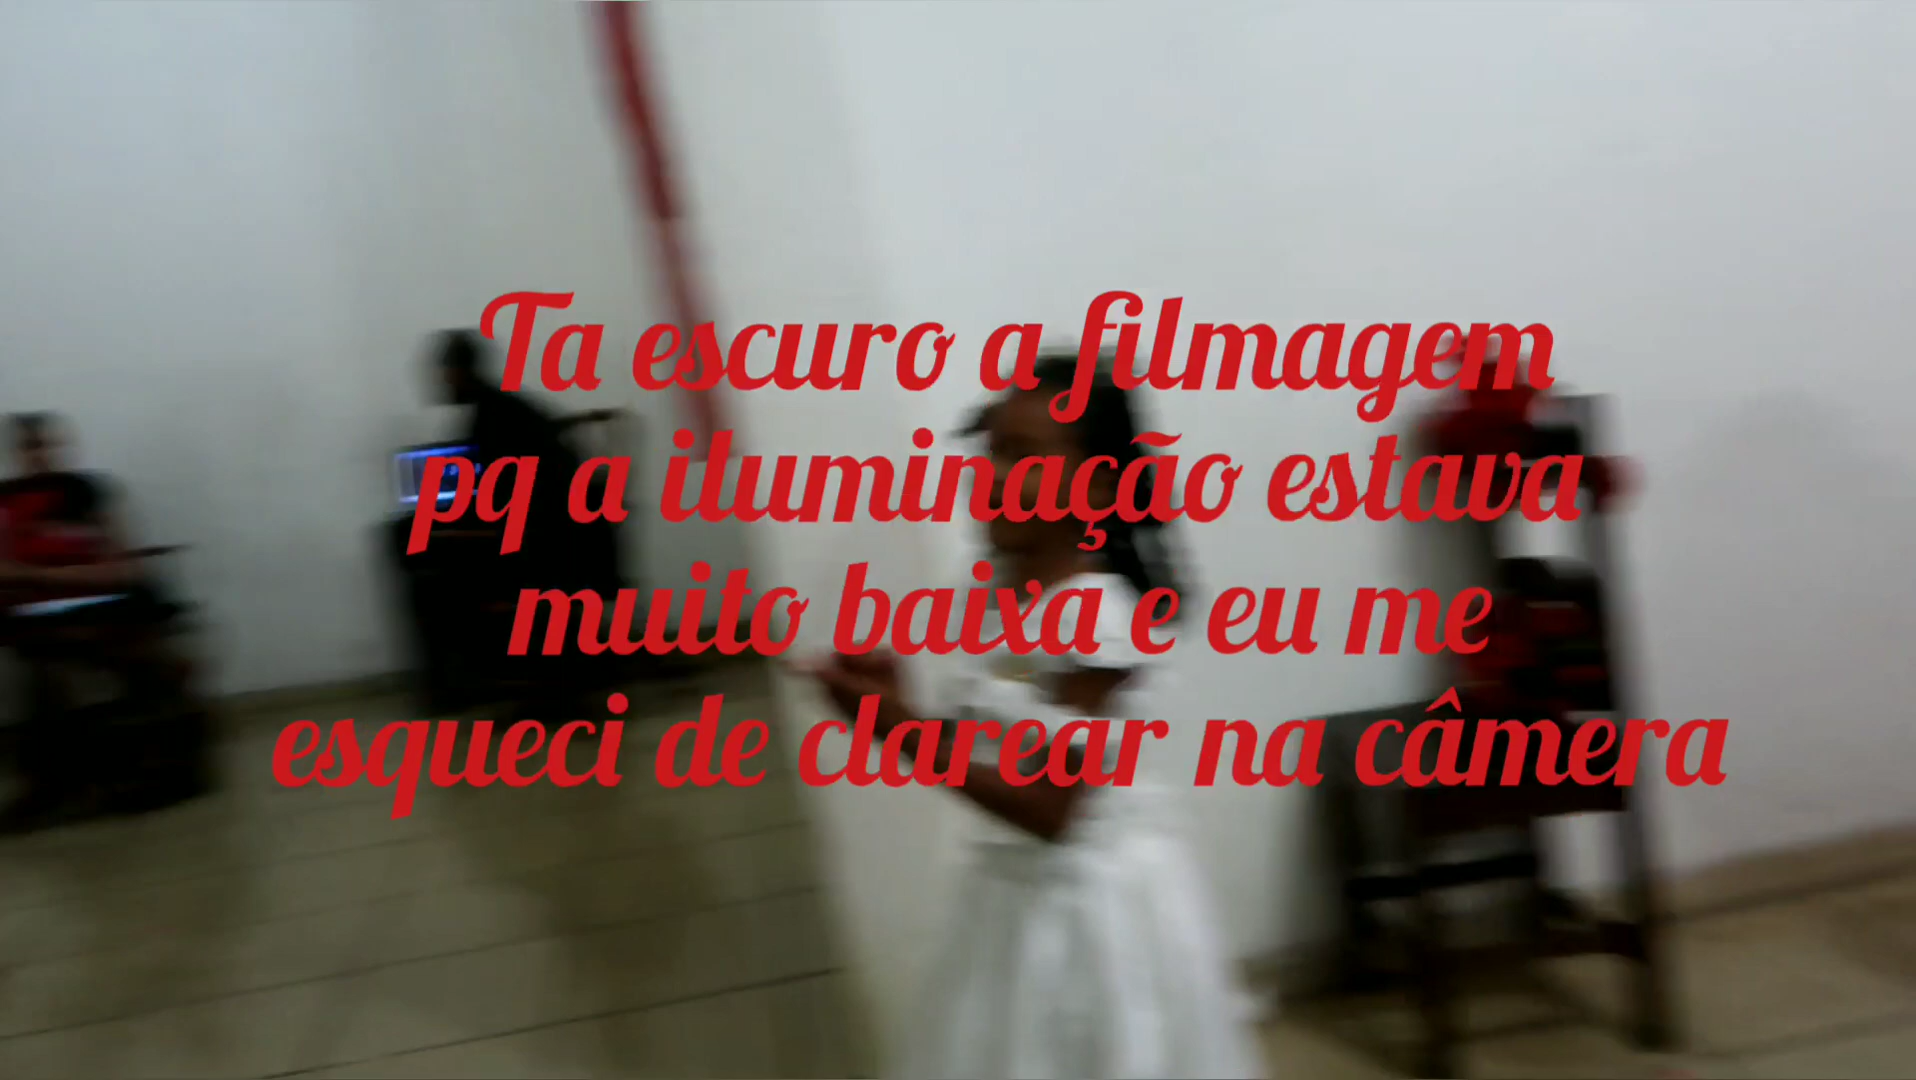 Ta escuro a filmagem
pq a iluminação estava
muito baixa e eu me
esqueci de clarear na câmera